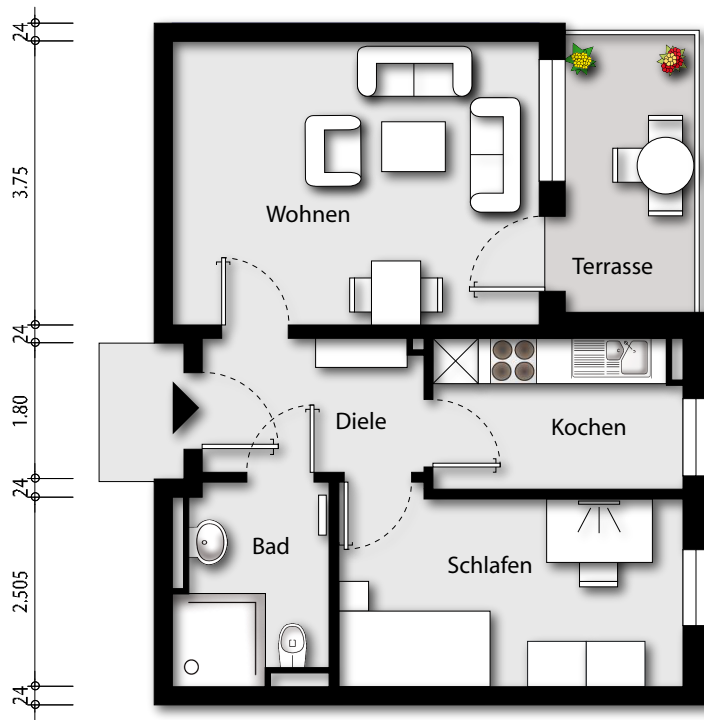 24
3.75
Wohnen
Terrasse
24
1.80
Diele
Kochen
24
Bad
Schlafen
2.505
24